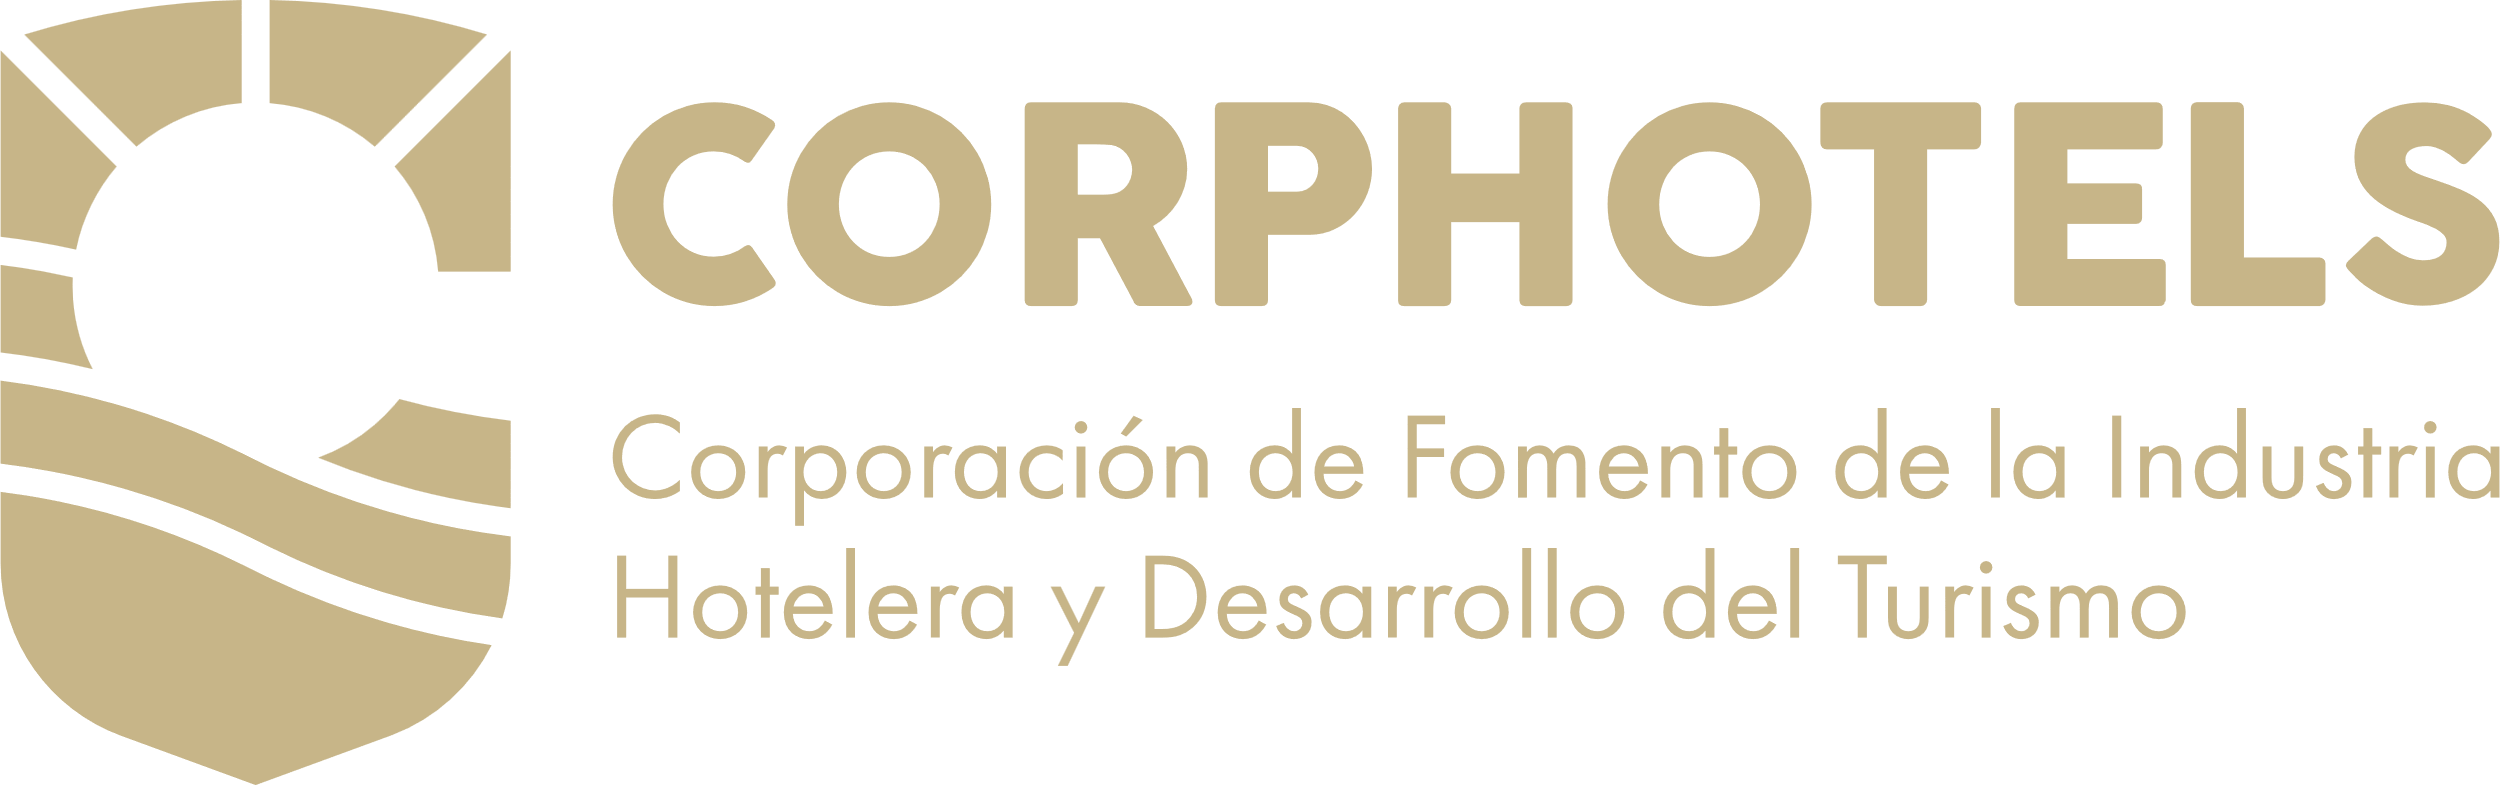 CORPHOTELS
Corporación de Fomento de la Industria
Hotelera y Desarrollo del Turismo